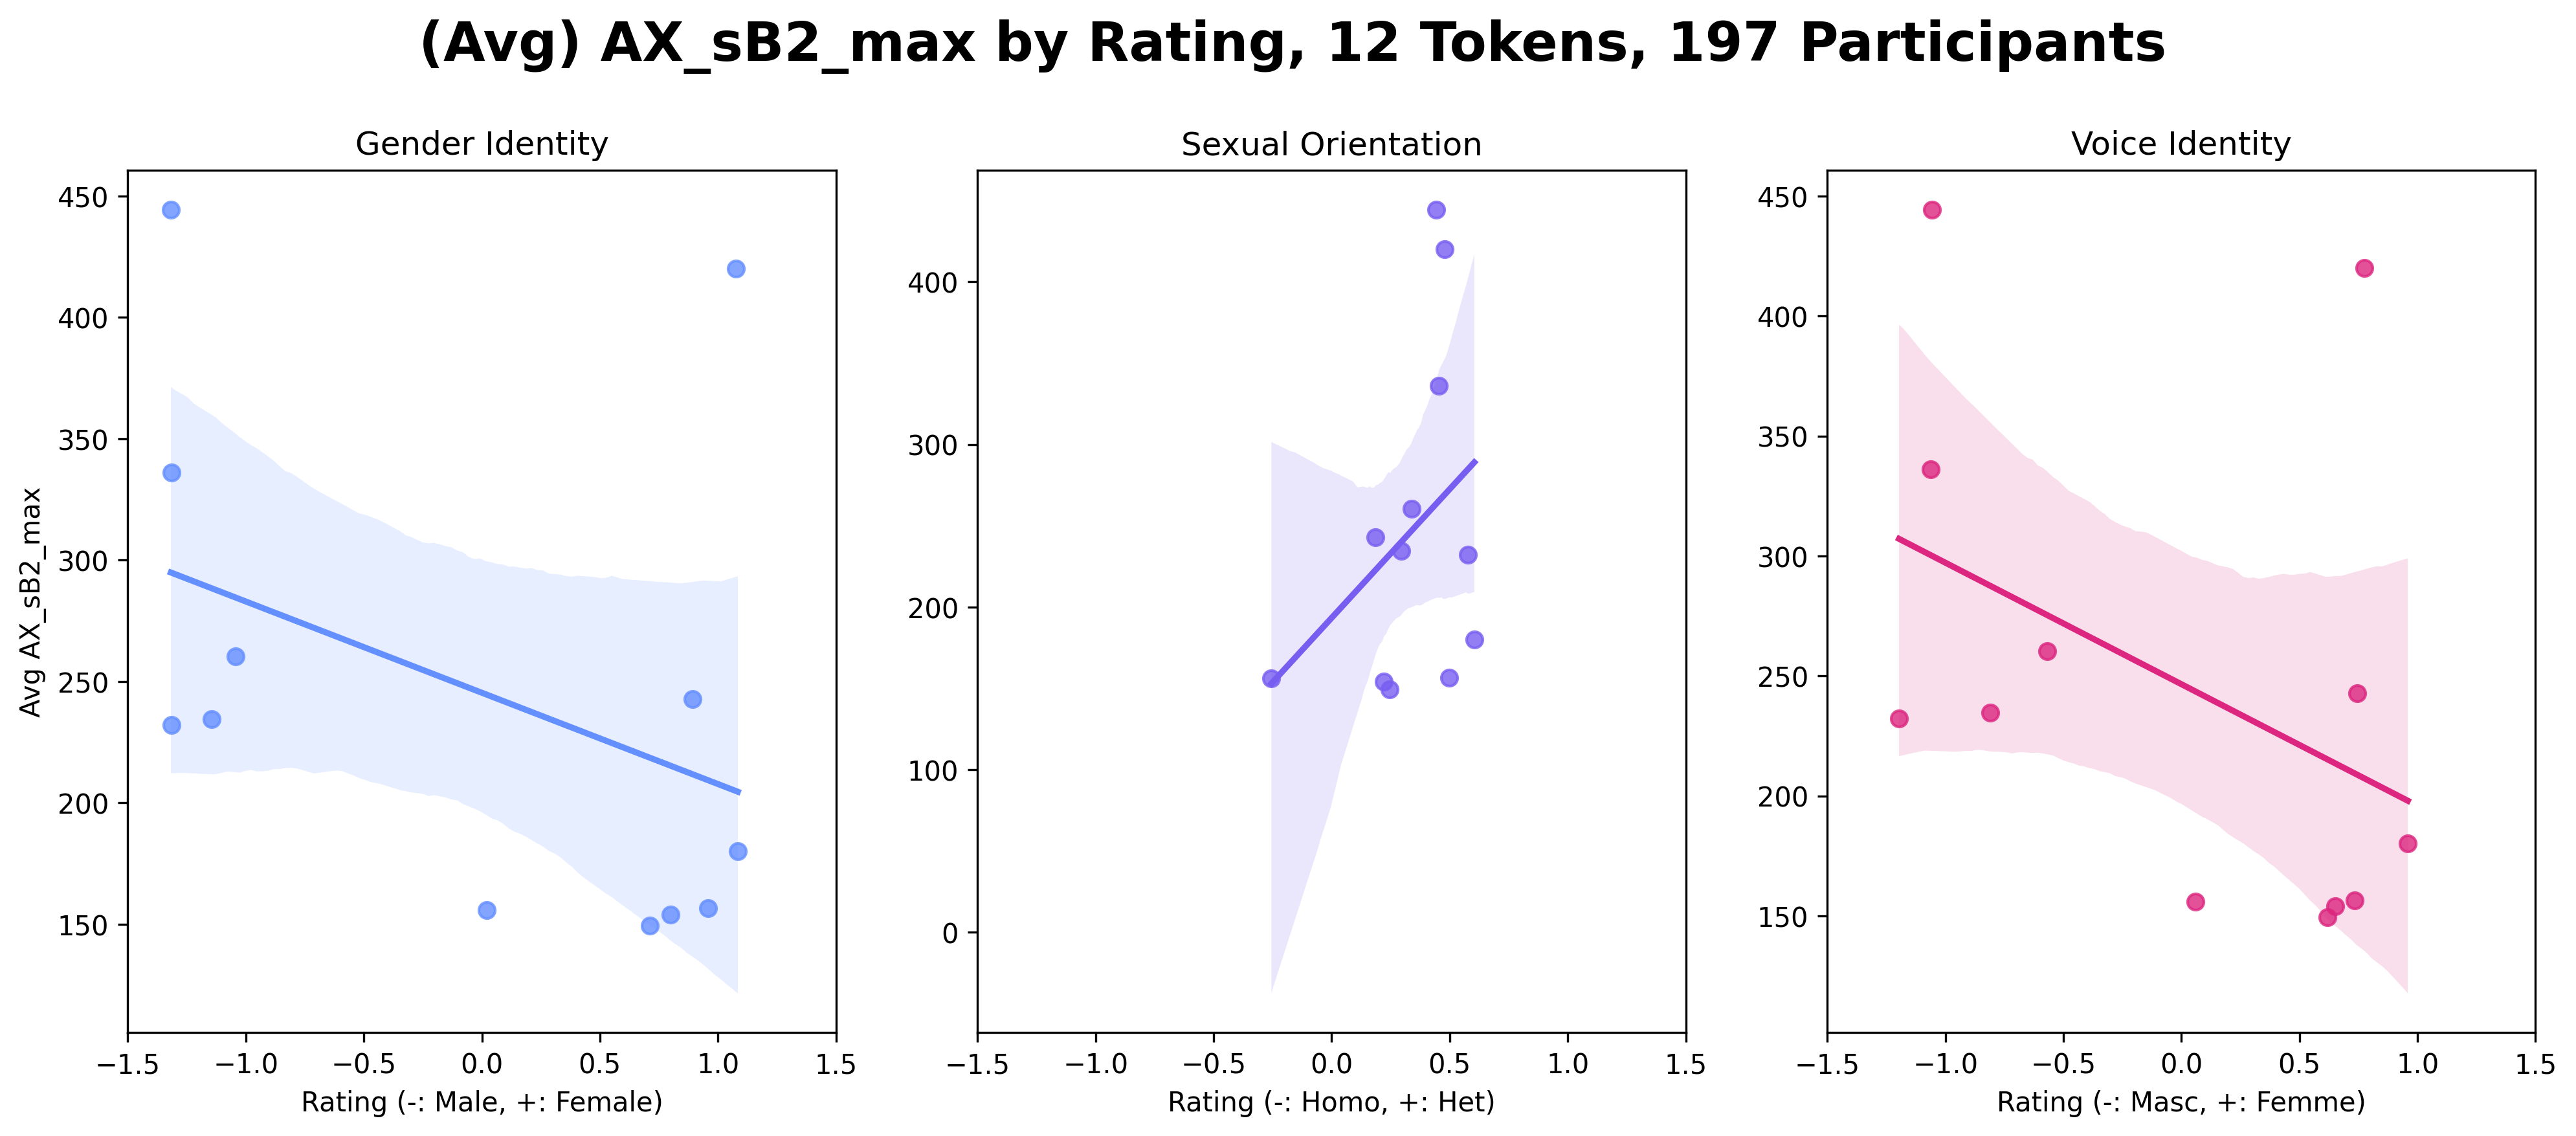 (Avg) AX_sB2_max by Rating, 12 Tokens, 197 Participants
Gender Identity
Avg AX_sB2_max
450
400
350
300
250
200
150
−1.5 −1.0 −0.5 0.0 0.5 1.0 1.5
Rating (-: Male, +: Female)
Sexual Orientation
400
300
200
100
0
−1.5 −1.0 −0.5 0.0 0.5 1.0 1.5
Rating (-: Homo, +: Het)
Voice Identity
450
400
350
300
250
200
150
−1.5 −1.0 −0.5 0.0 0.5 1.0 1.5
Rating (-: Masc, +: Femme)